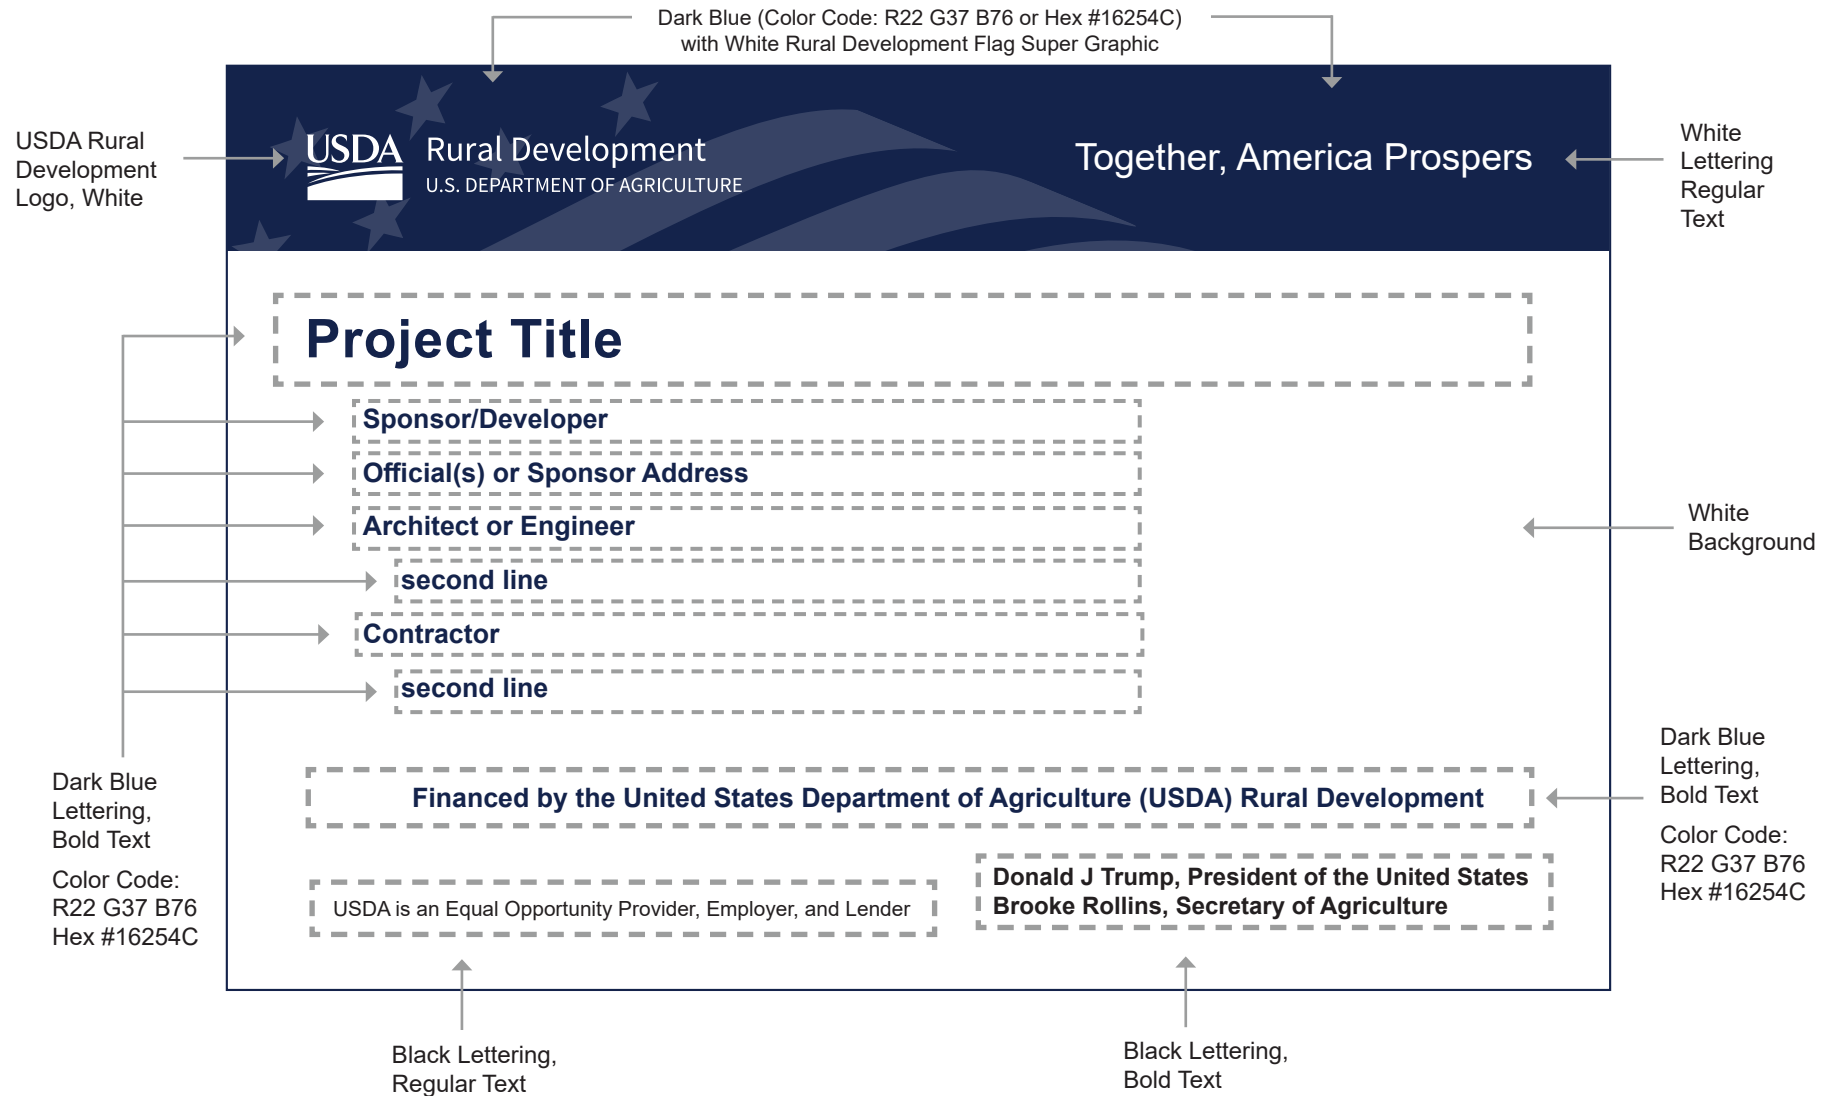 Dark Blue (Color Code: R22 G37 B76 or Hex #16254C)
with White Rural Development Flag Super Graphic
USDA Rural
Development
Logo, White
USDA
Rural Development
U.S. DEPARTMENT OF AGRICULTURE
Together, America Prospers
White
Lettering
Regular
Text
Project Title
Sponsor/Developer
Official(s) or Sponsor Address
Architect or Engineer
second line
Contractor
second line
White
Background
Dark Blue
Lettering,
Bold Text
Color Code:
R22 G37 B76
Hex #16254C
Financed by the United States Department of Agriculture (USDA) Rural Development
Dark Blue
Lettering,
Bold Text
Color Code:
R22 G37 B76
Hex #16254C
USDA is an Equal Opportunity Provider, Employer, and Lender
Donald J Trump, President of the United States
Brooke Rollins, Secretary of Agriculture
Black Lettering,
Regular Text
Black Lettering,
Bold Text